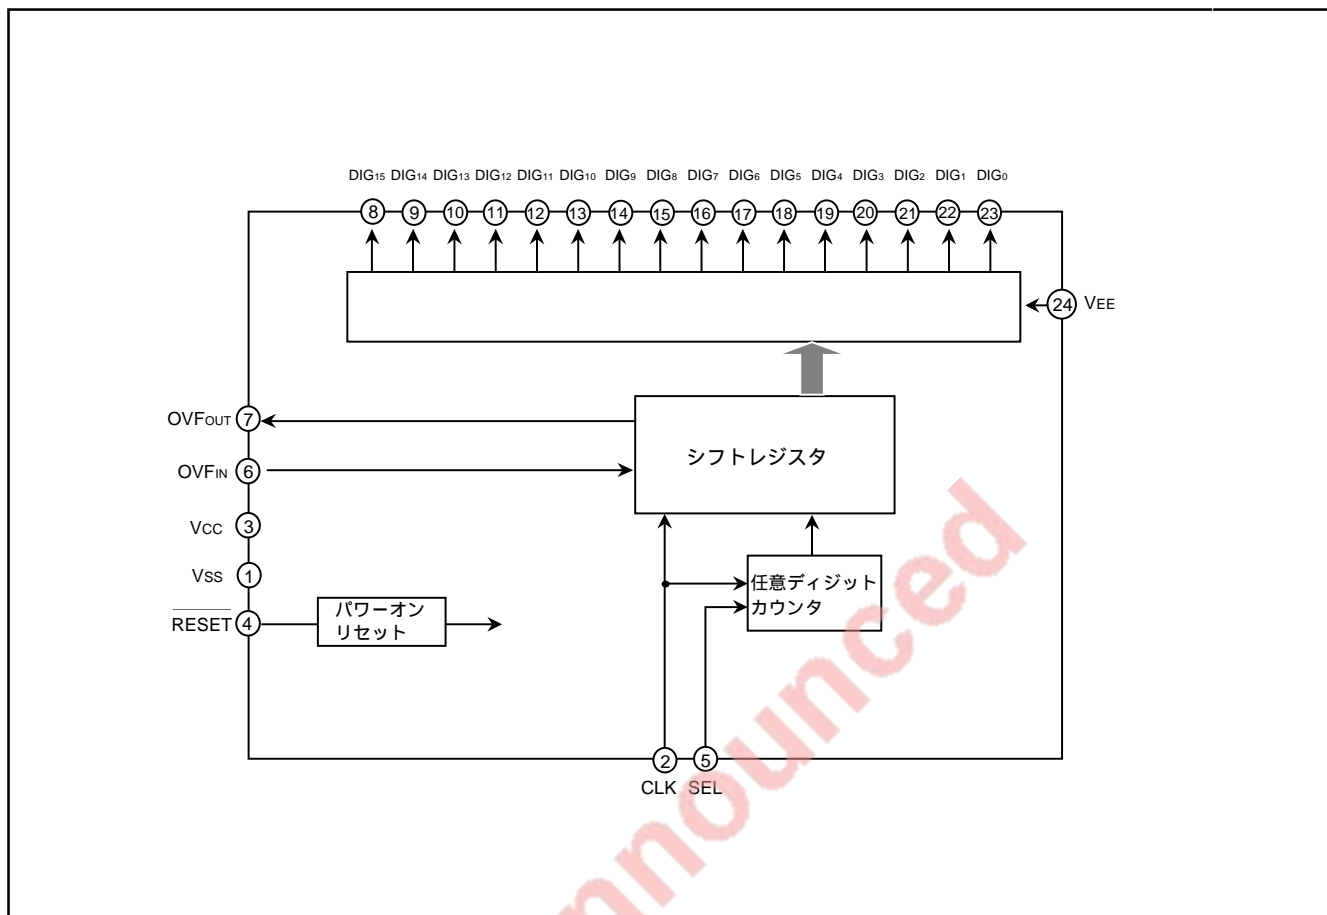 DIG15 DIG14 DIG13 DIG12 DIG11 DIG10 DIG9 DIG8 DIG7 DIG6 DIG5 DIG4 DIG3 DIG2 DIG1 DIG0
8 9 10 11 12 13 14 15 16 17 18 19 20 21 22 23
24 VEE
OVFOUT 7
シフトレジスタ
OVFIN 6
VCC 3
VSS 1
任意ディジット
カウンタ
RESET 4
パワーオン
リセット
2 5
CLK SEL
nnounced